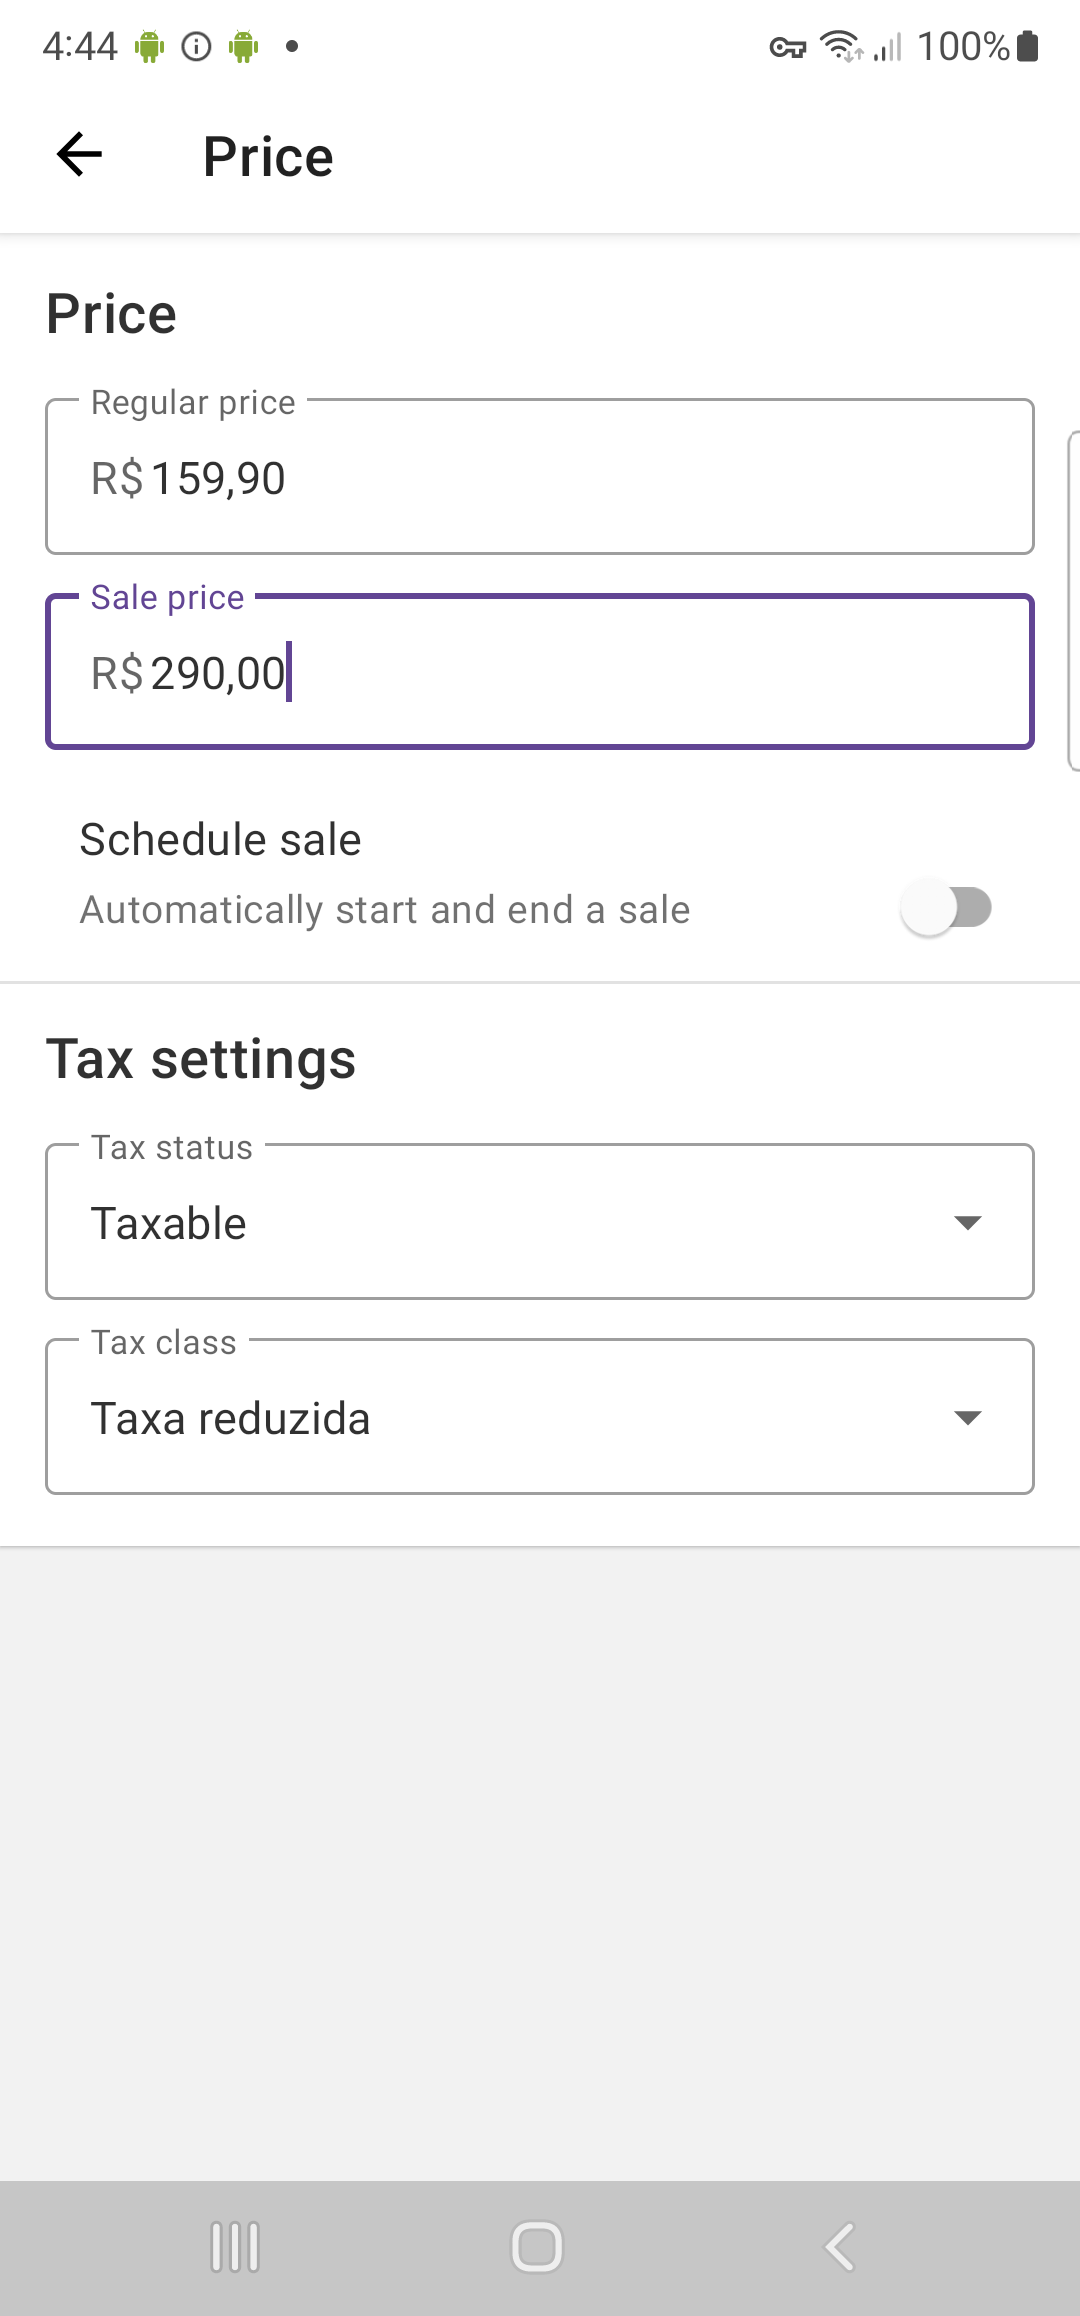 4:44
100%
Price
Price
Regular price
R$ 159,90
Sale price
R$ 290,00
Schedule sale
Automatically start and end a sale
Tax settings
Tax status
Taxable
Tax class
Taxa reduzida